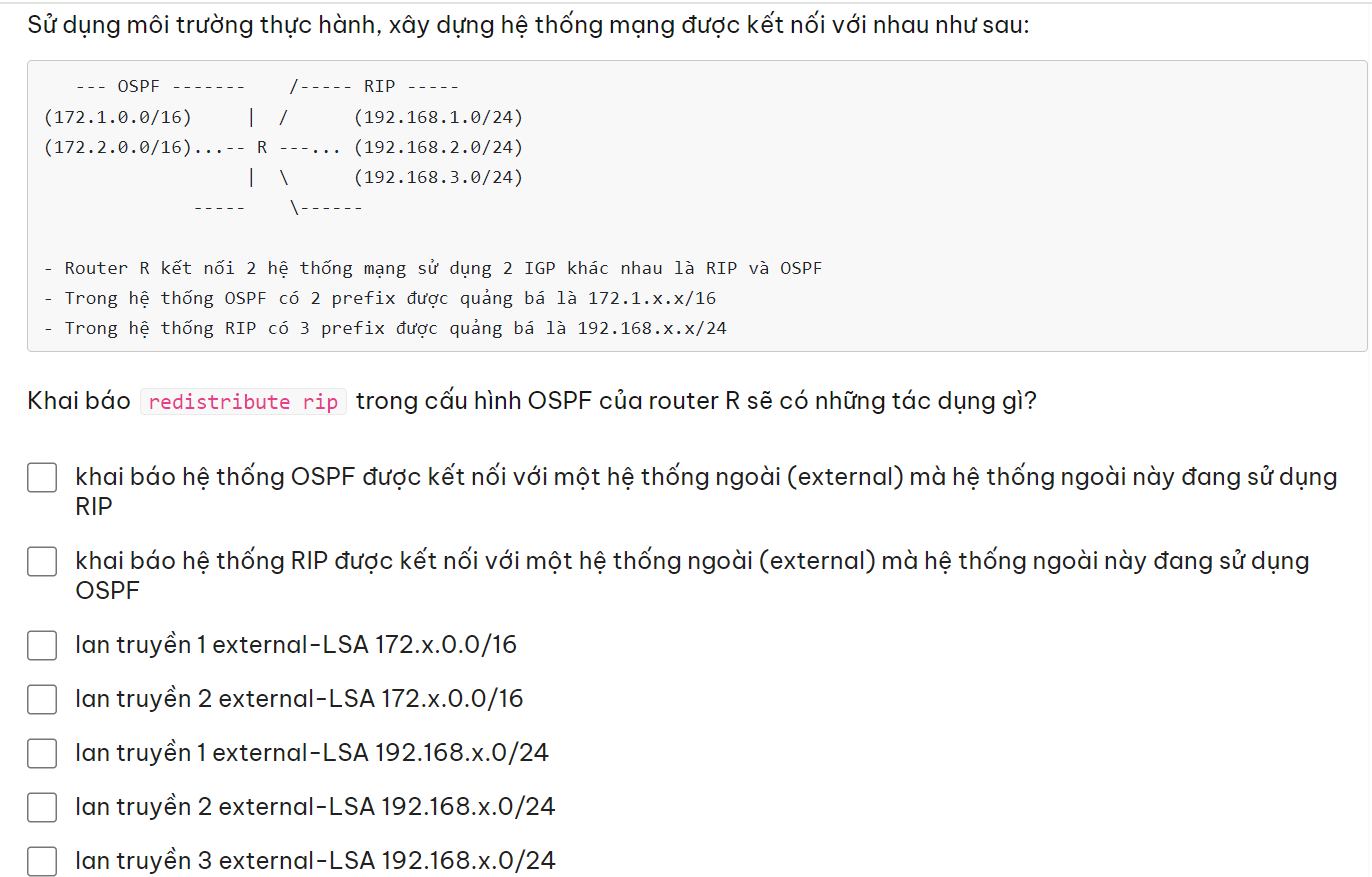 Sử dụng môi trường thực hành, xây dựng hệ thống mạng được kết nối với nhau như sau:
--- OSPF -------    /----- RIP -----
(172.1.0.0/16)     |  /      (192.168.1.0/24)
(172.2.0.0/16)...-- R ---... (192.168.2.0/24)
|  \      (192.168.3.0/24)
-----    \------
- Router R kết nối 2 hệ thống mạng sử dụng 2 IGP khác nhau là RIP và OSPF
- Trong hệ thống OSPF có 2 prefix được quảng bá là 172.1.x.x/16
- Trong hệ thống RIP có 3 prefix được quảng bá là 192.168.x.x/24
Khai báo redistribute rip trong cấu hình OSPF của router R sẽ có những tác dụng gì?
khai báo hệ thống OSPF được kết nối với một hệ thống ngoài (external) mà hệ thống ngoài này đang sử dụng
RIP
khai báo hệ thống RIP được kết nối với một hệ thống ngoài (external) mà hệ thống ngoài này đang sử dụng
OSPF
lan truyền 1 external-LSA 172.x.0.0/16
lan truyền 2 external-LSA 172.x.0.0/16
lan truyền 1 external-LSA 192.168.x.0/24
lan truyền 2 external-LSA 192.168.x.0/24
lan truyền 3 external-LSA 192.168.x.0/24